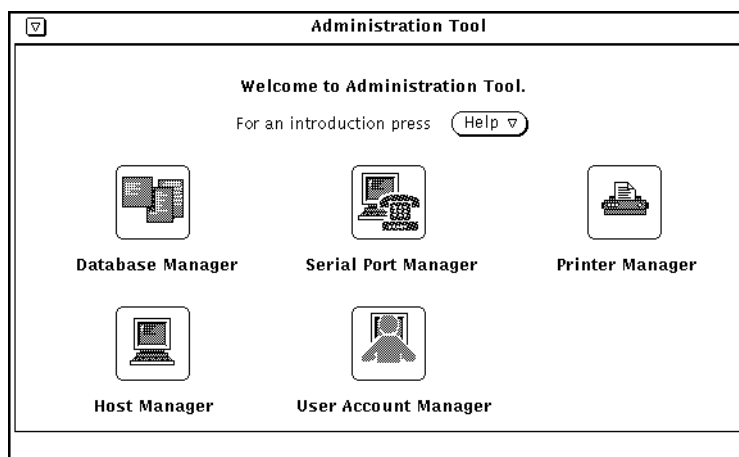 Administration Tool
Welcome to Administration Tool.
For an introduction press Help
Database Manager Serial Port Manager Printer Manager
Host Manager User Account Manager